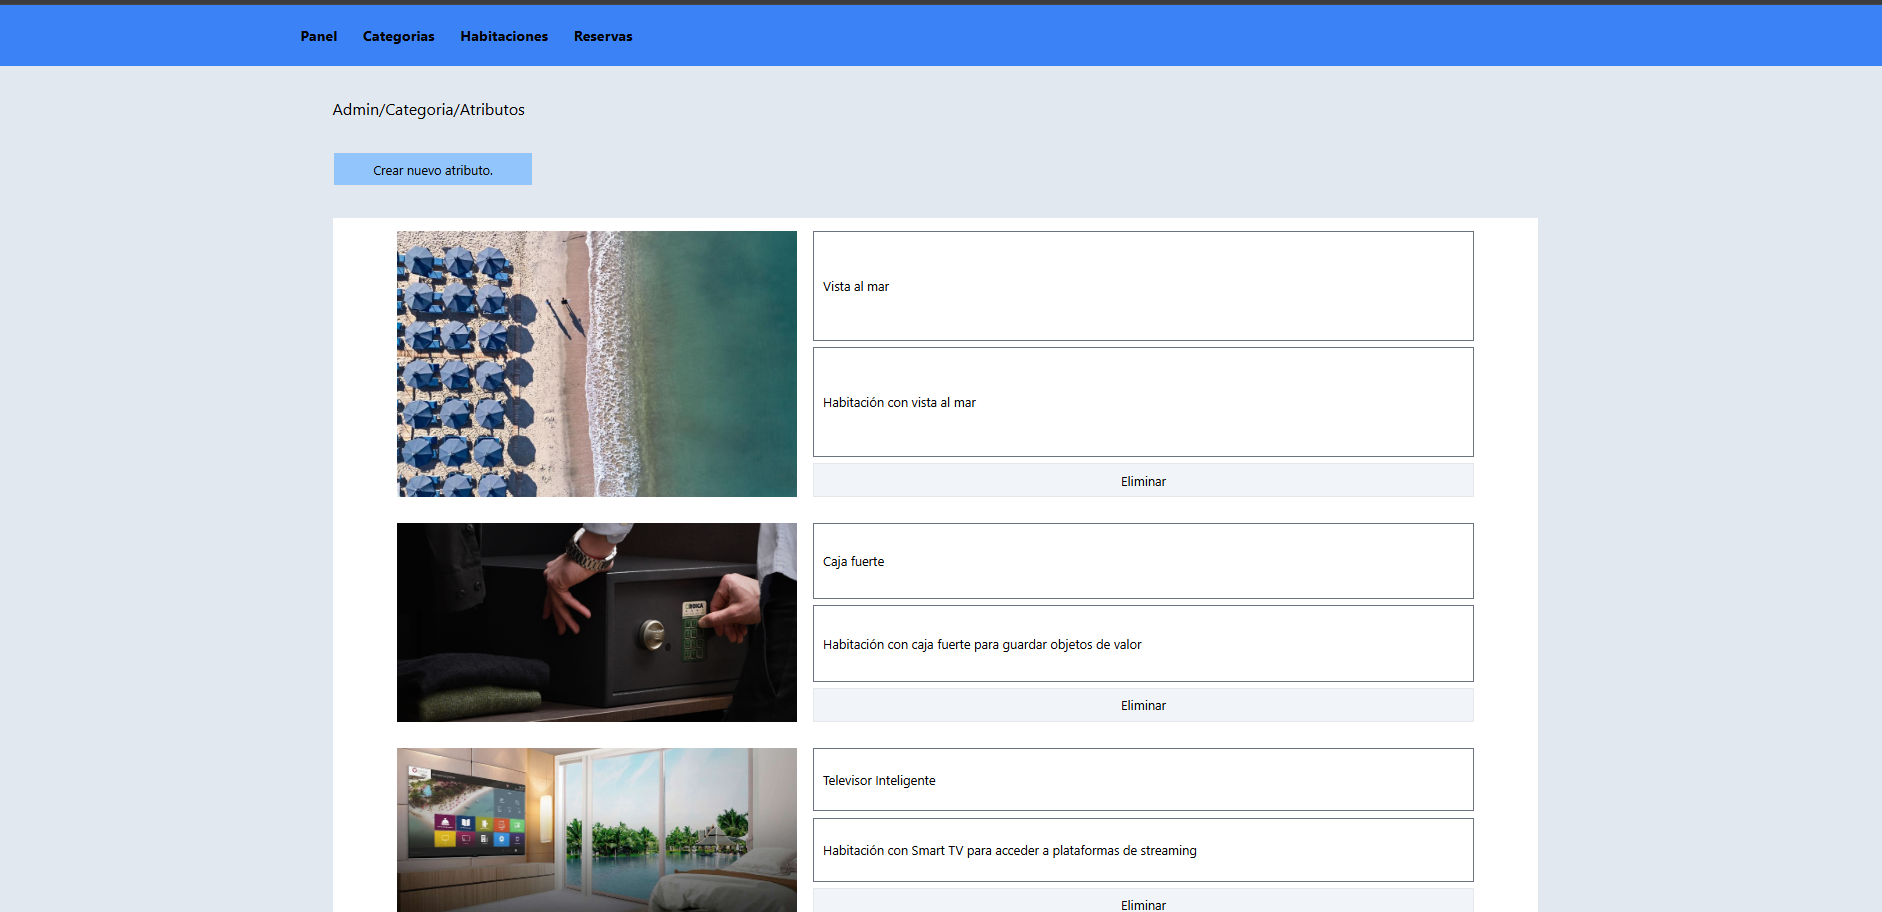 Panel Categorias Habitaciones Reservas
Admin/Categoria/Atributos
Crear nuevo atributo.
Vista al mar
Habitación con vista al mar
Eliminar
Caja fuerte
Habitación con caja fuerte para guardar objetos de valor
Eliminar
Televisor Inteligente
Habitación con Smart TV para acceder a plataformas de streaming
Eliminar